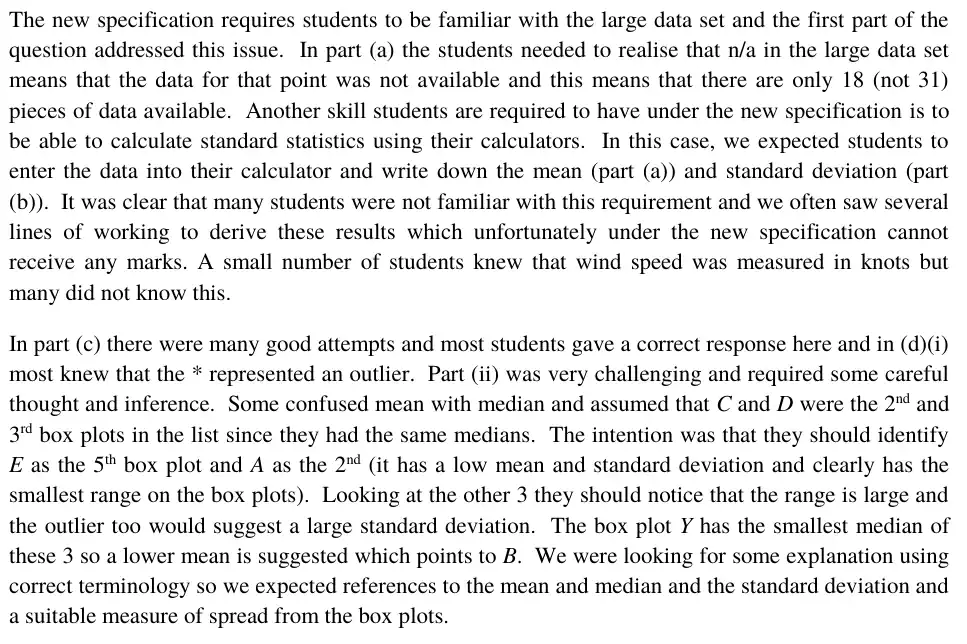 The new specification requires students to be familiar with the large data set and the first part of the
question addressed this issue. In part (a) the students needed to realise that n/a in the large data set
means that the data for that point was not available and this means that there are only 18 (not 31)
pieces of data available. Another skill students are required to have under the new specification is to
be able to calculate standard statistics using their calculators. In this case, we expected students to
enter the data into their calculator and write down the mean (part (a)) and standard deviation (part
(b)). It was clear that many students were not familiar with this requirement and we often saw several
lines of working to derive these results which unfortunately under the new specification cannot
receive any marks. A small number of students knew that wind speed was measured in knots but
many did not know this.
In part (c) there were many good attempts and most students gave a correct response here and in (d)(i)
most knew that the * represented an outlier. Part (ii) was very challenging and required some careful
thought and inference. Some confused mean with median and assumed that C and D were the 2nd and
3rd box plots in the list since they had the same medians. The intention was that they should identify
E as the 5th box plot and A as the 2nd (it has a low mean and standard deviation and clearly has the
smallest range on the box plots). Looking at the other 3 they should notice that the range is large and
the outlier too would suggest a large standard deviation. The box plot Y has the smallest median of
these 3 so a lower mean is suggested which points to B. We were looking for some explanation using
correct terminology so we expected references to the mean and median and the standard deviation and
a suitable measure of spread from the box plots.